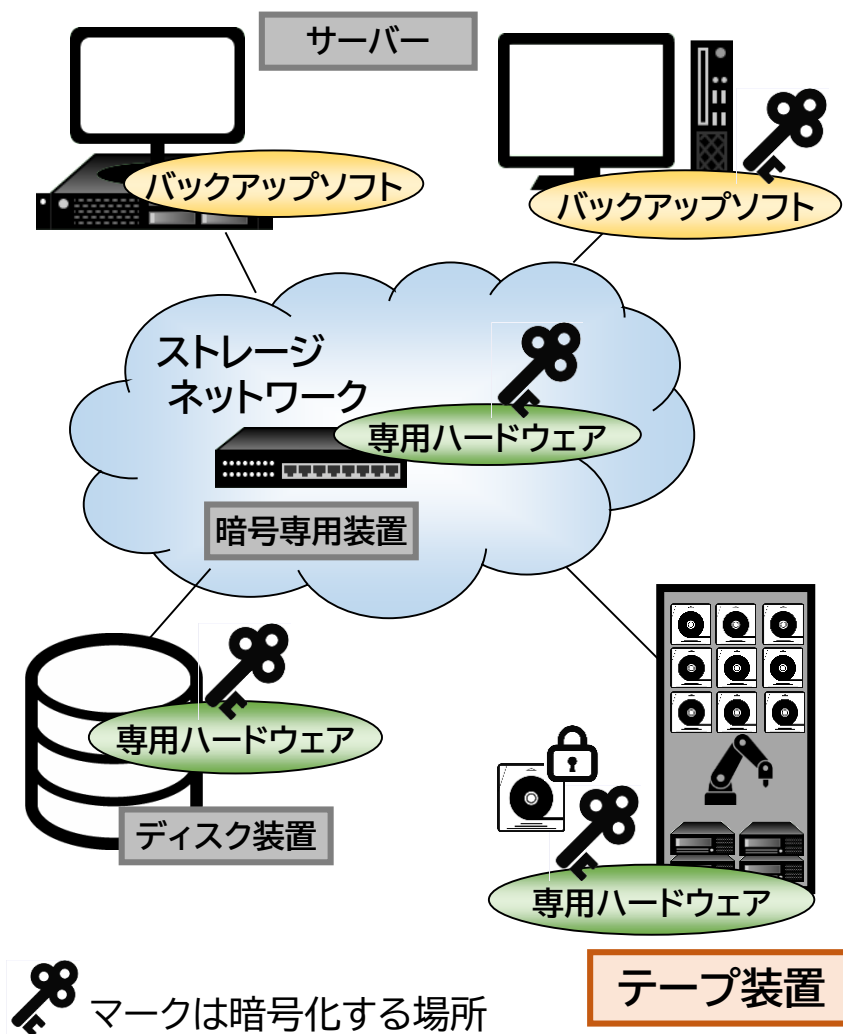 サーバー
バックアップソフト
バックアップソフト
ストレージ
ネットワーク
専用ハードウェア
暗号専用装置
専用ハードウェア
ディスク装置
専用ハードウェア
テープ装置
マークは暗号化する場所